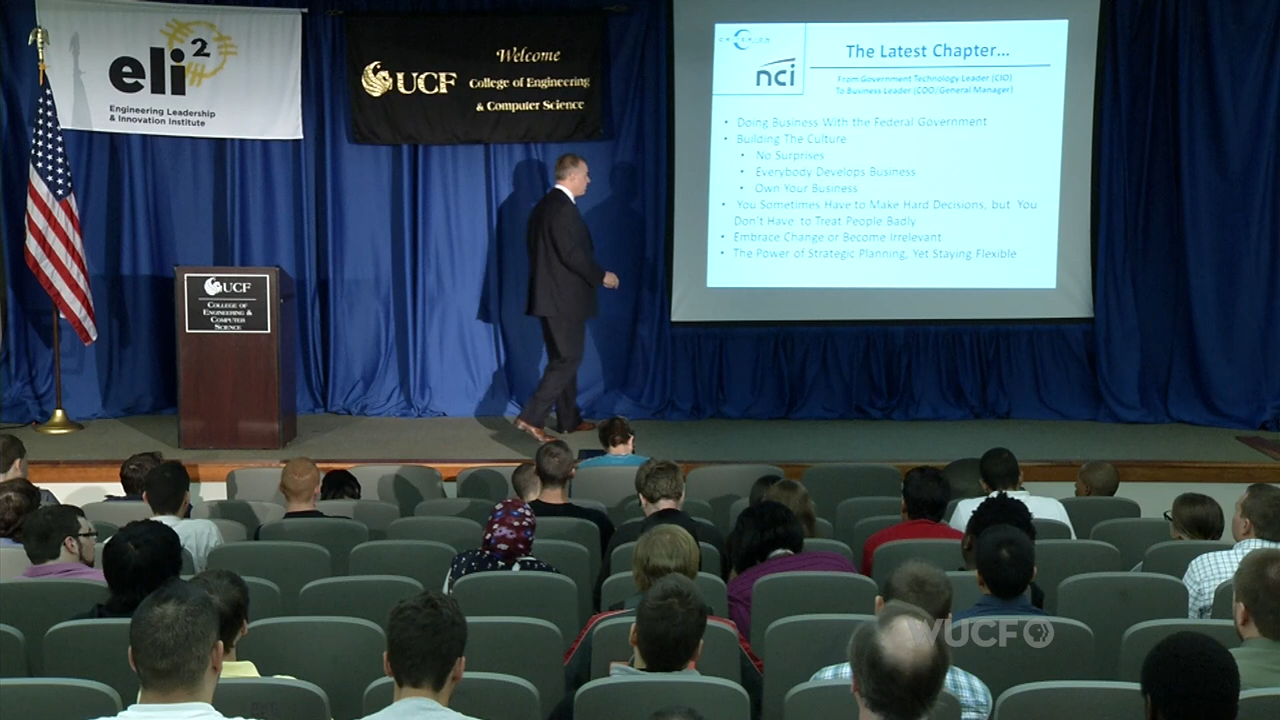 eli²
Engineering Leadership
& Innovation Institute
Welcome
UCF
College of Engineering
& Computer Science
UCF
College of
Engineering &
Computer
Science
nci
The Latest Chapter...
From Government Technology Leader (CIO)
To Business Leader (COO/General Manager)
• Doing Business With the Federal Government
• Building The Culture
• No Surprises
• Everybody Develops Business
• Own Your Business
• You Sometimes Have to Make Hard Decisions, but You
Don't Have to Treat People Badly
• Embrace Change or Become Irrelevant
• The Power of Strategic Planning, Yet Staying Flexible
WUCF PBS